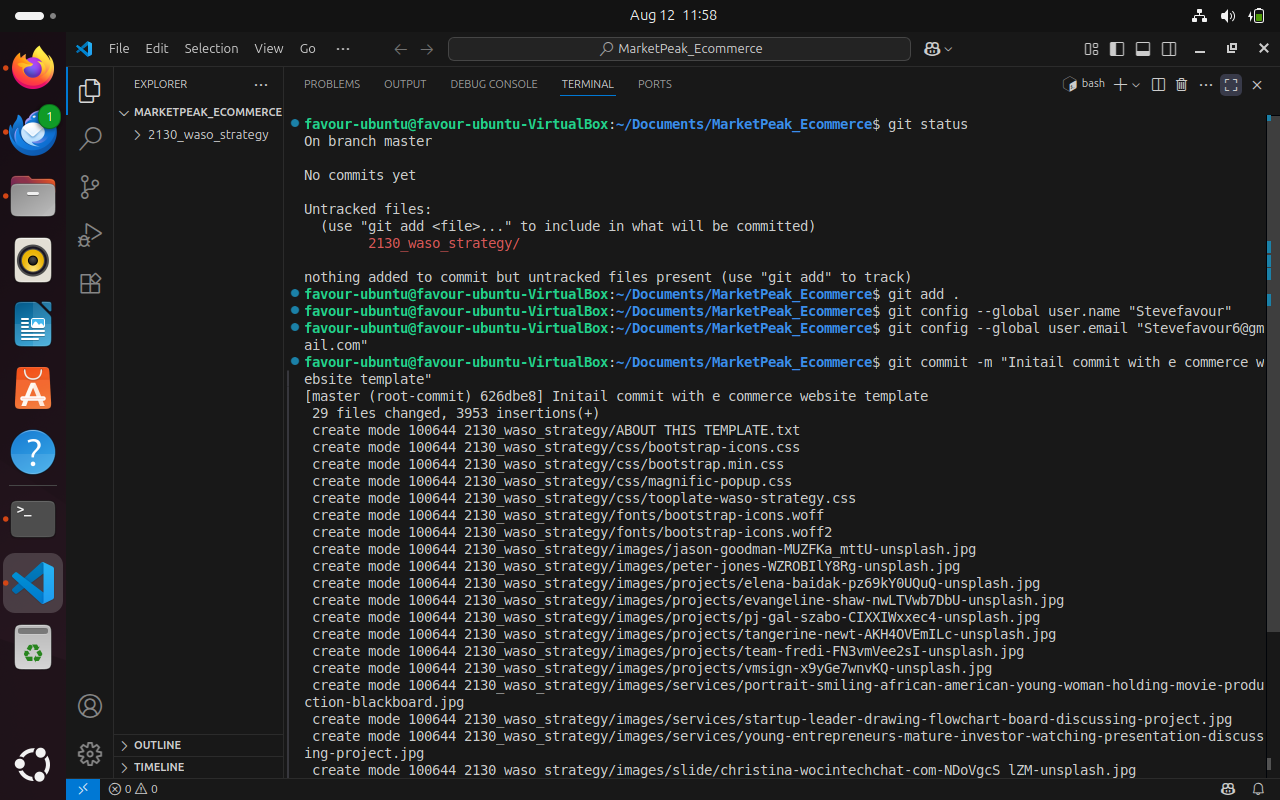 Aug 12 11:58
File Edit Selection View Go ...
MarketPeak_Ecommerce
1
EXPLORER ...
PROBLEMS OUTPUT DEBUG CONSOLE TERMINAL PORTS
bash
MARKETPEAK_ECOMMERCE
2130_waso_strategy
favour-ubuntu@favour-ubuntu-VirtualBox:~/Documents/MarketPeak_Ecommerce$ git status
On branch master
No commits yet
Untracked files:
(use "git add <file>..." to include in what will be committed)
2130_waso_strategy/
nothing added to commit but untracked files present (use "git add" to track)
favour-ubuntu@favour-ubuntu-VirtualBox:~/Documents/MarketPeak_Ecommerce$ git add .
favour-ubuntu@favour-ubuntu-VirtualBox:~/Documents/MarketPeak_Ecommerce$ git config --global user.name "Stevefavour"
favour-ubuntu@favour-ubuntu-VirtualBox:~/Documents/MarketPeak_Ecommerce$ git config --global user.email "Stevefavour6@gm
ail.com"
favour-ubuntu@favour-ubuntu-VirtualBox:~/Documents/MarketPeak_Ecommerce$ git commit -m "Initail commit with e commerce w
ebsite template"
[master (root-commit) 626dbe8] Initail commit with e commerce website template
29 files changed, 3953 insertions(+)
create mode 100644 2130_waso_strategy/ABOUT THIS TEMPLATE.txt
create mode 100644 2130_waso_strategy/css/bootstrap-icons.css
create mode 100644 2130_waso_strategy/css/bootstrap.min.css
create mode 100644 2130_waso_strategy/css/magnific-popup.css
create mode 100644 2130_waso_strategy/css/tooplate-waso-strategy.css
create mode 100644 2130_waso_strategy/fonts/bootstrap-icons.woff
create mode 100644 2130_waso_strategy/fonts/bootstrap-icons.woff2
create mode 100644 2130_waso_strategy/images/jason-goodman-MUZFKa_mttU-unsplash.jpg
create mode 100644 2130_waso_strategy/images/peter-jones-WZROBIlY8Rg-unsplash.jpg
create mode 100644 2130_waso_strategy/images/projects/elena-baidak-pz69kY0UQuQ-unsplash.jpg
create mode 100644 2130_waso_strategy/images/projects/evangeline-shaw-nwLTVwb7DbU-unsplash.jpg
create mode 100644 2130_waso_strategy/images/projects/pj-gal-szabo-CIXXIWxxec4-unsplash.jpg
create mode 100644 2130_waso_strategy/images/projects/tangerine-newt-AKH4OVEmILc-unsplash.jpg
create mode 100644 2130_waso_strategy/images/projects/team-fredi-FN3vmVee2sI-unsplash.jpg
create mode 100644 2130_waso_strategy/images/projects/vmsign-x9yGe7wnvKQ-unsplash.jpg
create mode 100644 2130_waso_strategy/images/services/portrait-smiling-african-american-young-woman-holding-movie-produ
ction-blackboard.jpg
create mode 100644 2130_waso_strategy/images/services/startup-leader-drawing-flowchart-board-discussing-project.jpg
create mode 100644 2130_waso_strategy/images/services/young-entrepreneurs-mature-investor-watching-presentation-discuss
ing-project.jpg
create mode 100644 2130_waso_strategy/images/slide/christina-wocintechchat-com-NDoVgcS_lZM-unsplash.jpg
OUTLINE
TIMELINE
0 0